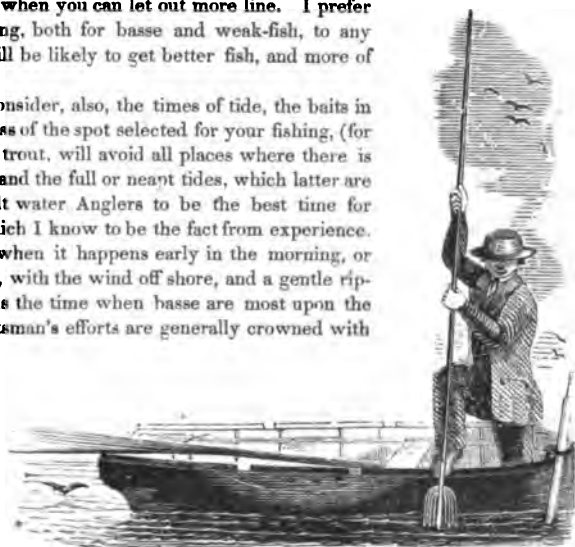 when you can let out more line. I prefer
ng, both for basse and weak-fish, to any
ll be likely to get better fish, and more of
onsider, also, the times of tide, the baits in
ss of the spot selected for your fishing, (for
trout, will avoid all places where there is
and the full or neapt tides, which latter are
lt water Anglers to be the best time for
ich I know to be the fact from experience.
when it happens early in the morning, or
, with the wind off shore, and a gentle rip-
s the time when basse are most upon the
sman's efforts are generally crowned with